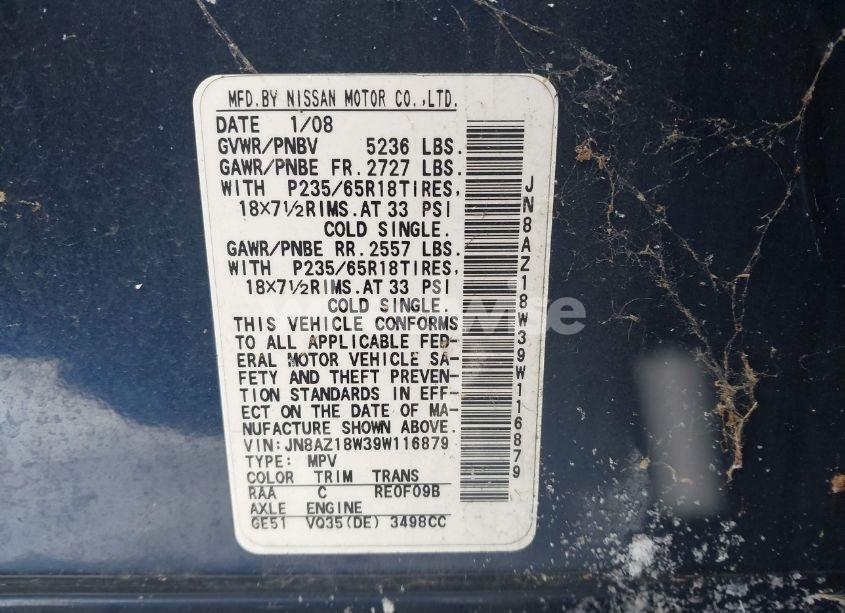 MFD.BY NISSAN MOTOR CO.,LTD.
DATE 1/08
GVWR/PNBV 5236 LBS.
GAWR/PNBE FR.2727 LBS.
WITH P235/65R18TIRES,
18×7½RIMS.AT 33 PSI
COLD SINGLE.
GAWR/PNBE RR.2557 LBS.
WITH P235/65R18TIRES,
18×7½RIMS.AT 33 PSI
COLD SINGLE.
THIS VEHICLE CONFORMS
TO ALL APPLICABLE FED-
ERAL MOTOR VEHICLE SA-
FETY AND THEFT PREVEN-
TION STANDARDS IN EFF-
ECT ON THE DATE OF MA-
NUFACTURE SHOWN ABOVE.
VIN:JN8AZ18W39W116879
TYPE: MPV
COLOR TRIM TRANS
RAA C RE0F09B
AXLE ENGINE
GE51 VQ35(DE) 3498CC
JN8AZ18W39W116879